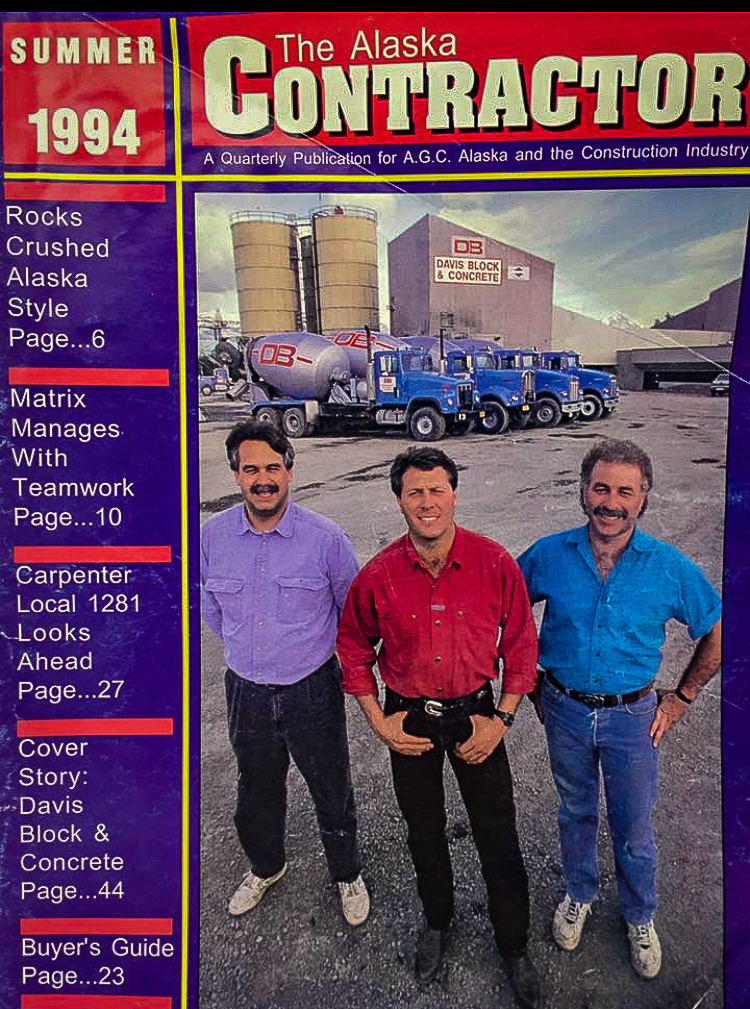 SUMMER
1994
The Alaska
CONTRACTOR
A Quarterly Publication for A.G.C. Alaska and the Construction Industry
Rocks
Crushed
Alaska
Style
Page...6
Matrix
Manages
With
Teamwork
Page...10
Carpenter
Local 1281
Looks
Ahead
Page...27
Cover
Story:
Davis
Block &
Concrete
Page...44
Buyer's Guide
Page...23
DB
DAVIS BLOCK
& CONCRETE
DB
DB
13